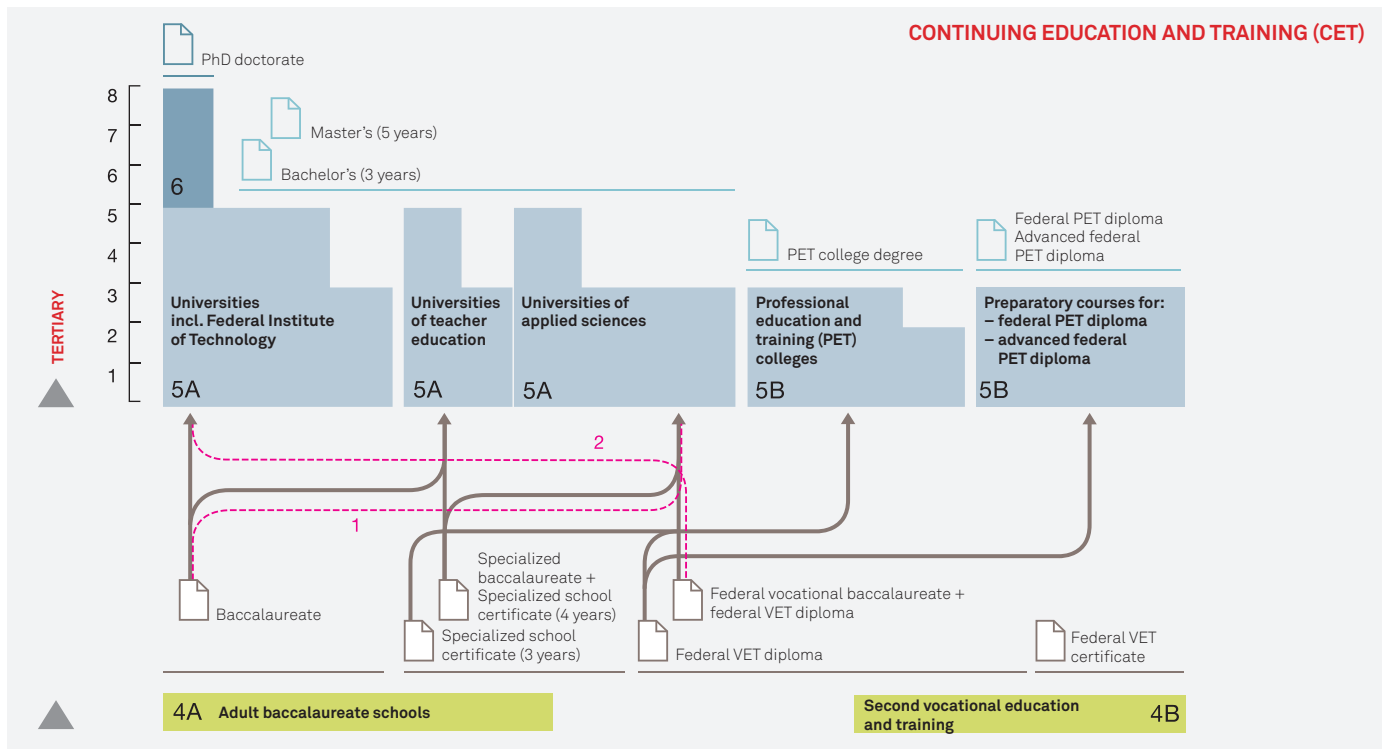 CONTINUING EDUCATION AND TRAINING (CET)
PhD doctorate
8
7
6
5
4
3
2
1
TERTIARY
Master's (5 years)
Bachelor's (3 years)
6
PET college degree
Federal PET diploma
Advanced federal
PET diploma
Universities
incl. Federal Institute
of Technology
5A
Universities
of teacher
education
5A
Universities of
applied sciences
5A
Professional
education and
training (PET)
colleges
5B
Preparatory courses for:
– federal PET diploma
– advanced federal
PET diploma
5B
2
1
Baccalaureate
Specialized
baccalaureate +
Specialized school
certificate (4 years)
Specialized school
certificate (3 years)
Federal vocational baccalaureate +
federal VET diploma
Federal VET diploma
Federal VET
certificate
4A Adult baccalaureate schools
Second vocational education
and training
4B